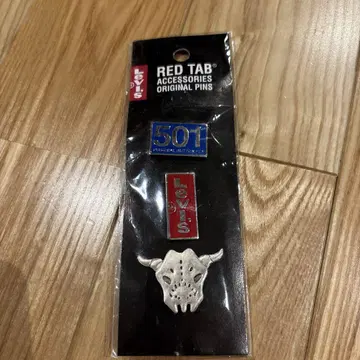 LEVI'S
RED TAB®
ACCESSORIES
ORIGINAL PINS
501
LEVI'S